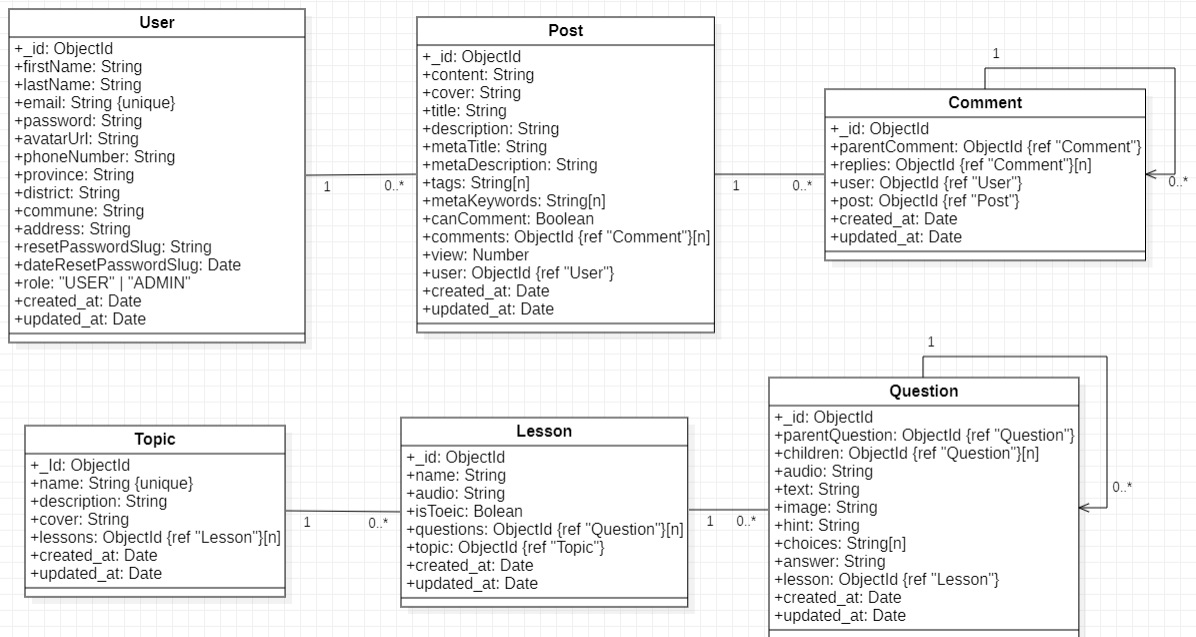 User
+_id: ObjectId
+firstName: String
+lastName: String
+email: String {unique}
+password: String
+avatarUrl: String
+phoneNumber: String
+province: String
+district: String
+commune: String
+address: String
+resetPasswordSlug: String
+dateResetPasswordSlug: Date
+role: "USER" | "ADMIN"
+created_at: Date
+updated_at: Date
1
0..*
Post
+_id: ObjectId
+content: String
+cover: String
+title: String
+description: String
+metaTitle: String
+metaDescription: String
+tags: String[n]
+metaKeywords: String[n]
+canComment: Boolean
+comments: ObjectId {ref "Comment"}[n]
+view: Number
+user: ObjectId {ref "User"}
+created_at: Date
+updated_at: Date
1
0..*
1
Comment
+_id: ObjectId
+parentComment: ObjectId {ref "Comment"}
+replies: ObjectId {ref "Comment"}[n]
+user: ObjectId {ref "User"}
+post: ObjectId {ref "Post"}
+created_at: Date
+updated_at: Date
0..*
Topic
+_Id: ObjectId
+name: String {unique}
+description: String
+cover: String
+lessons: ObjectId {ref "Lesson"}[n]
+created_at: Date
+updated_at: Date
1
0..*
Lesson
+_id: ObjectId
+name: String
+audio: String
+isToeic: Bolean
+questions: ObjectId {ref "Question"}[n]
+topic: ObjectId {ref "Topic"}
+created_at: Date
+updated_at: Date
1
0..*
1
Question
+_id: ObjectId
+parentQuestion: ObjectId {ref "Question"}
+children: ObjectId {ref "Question"}[n]
+audio: String
+text: String
+image: String
+hint: String
+choices: String[n]
+answer: String
+lesson: ObjectId {ref "Lesson"}
+created_at: Date
+updated_at: Date
0..*